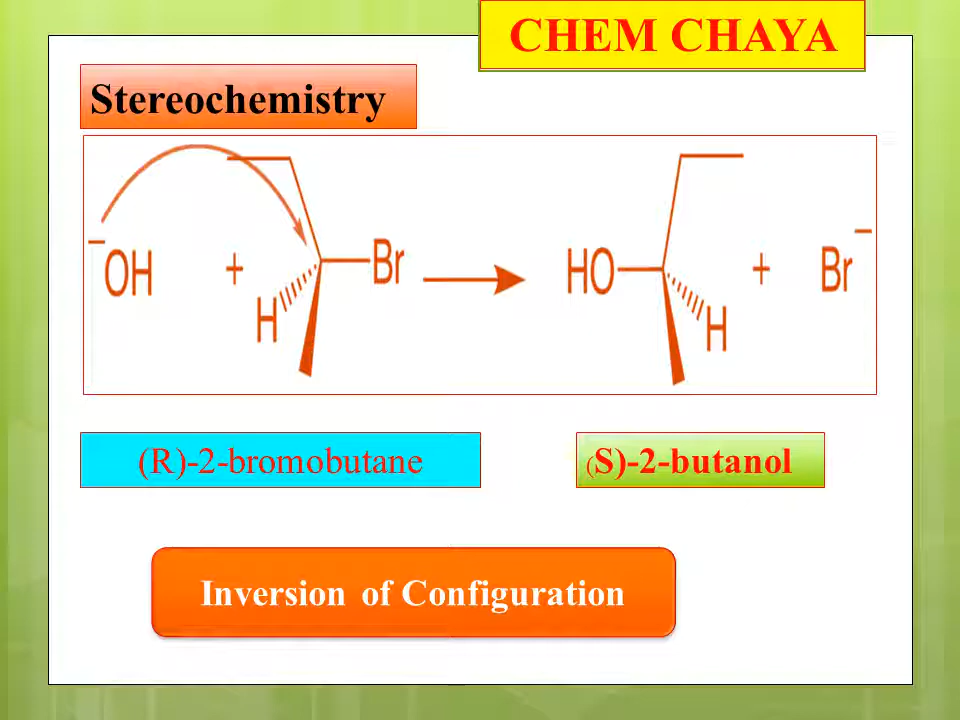 CHEM CHAYA
Stereochemistry
⁻OH + H Br HO H + Br⁻
(R)-2-bromobutane
(S)-2-butanol
Inversion of Configuration